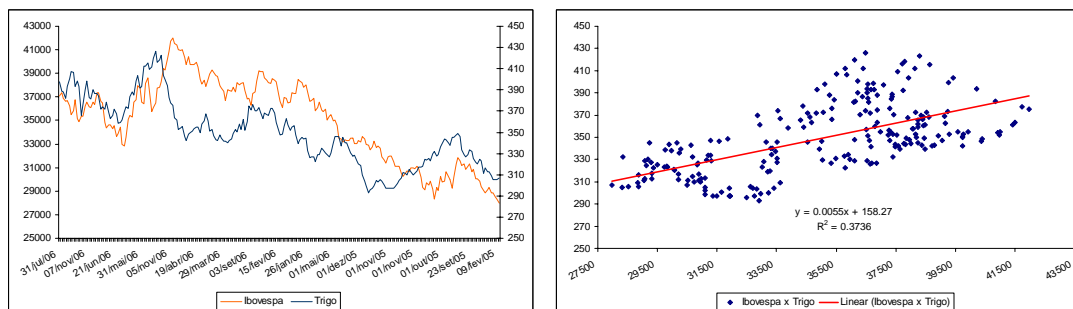 43000
41000
39000
37000
35000
33000
31000
29000
27000
25000
450
430
410
390
370
350
330
310
290
270
250
31/jul/06
07/nov/06
21/jun/06
31/mai/06
05/nov/06
19/abr/06
29/mar/06
03/set/06
15/fev/06
26/jan/06
01/mai/06
01/dez/05
01/nov/05
01/nov/05
01/out/05
23/set/05
09/fev/05
Ibovespa
Trigo
450
430
410
390
370
350
330
310
290
270
250
y = 0.0055x + 158.27
R² = 0.3736
27500
29500
31500
33500
35500
37500
39500
41500
43500
Ibovespa x Trigo
Linear (Ibovespa x Trigo)